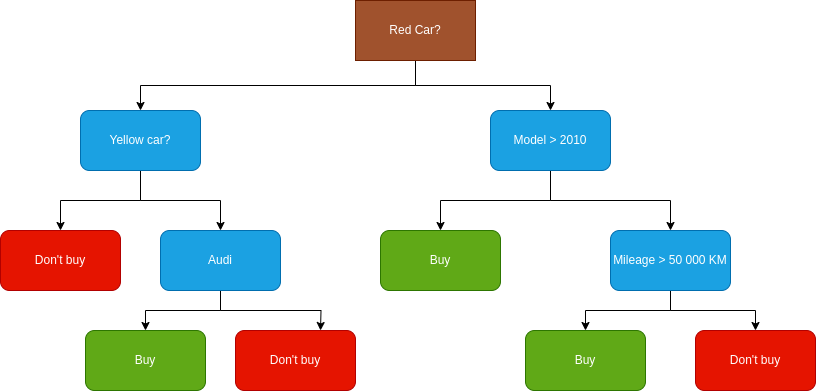 Red Car?
Yellow car?
Model > 2010
Don't buy
Audi
Buy
Mileage > 50 000 KM
Buy
Don't buy
Buy
Don't buy